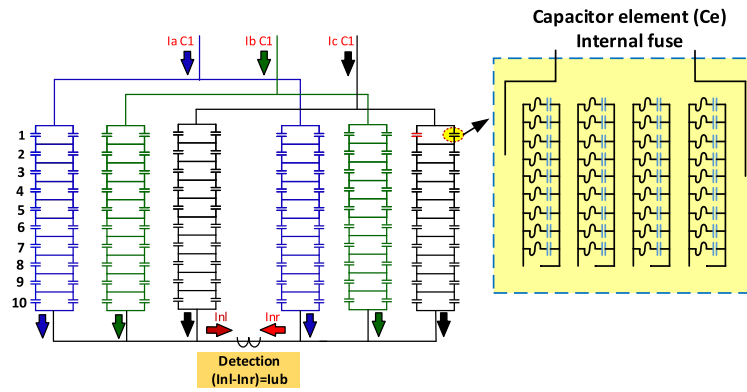 Capacitor element (Ce)
Internal fuse
Ia C1
Ib C1
Ic C1
1
2
3
4
5
6
7
8
9
10
Inl
Inr
Detection
(Inl-Inr)=Iub